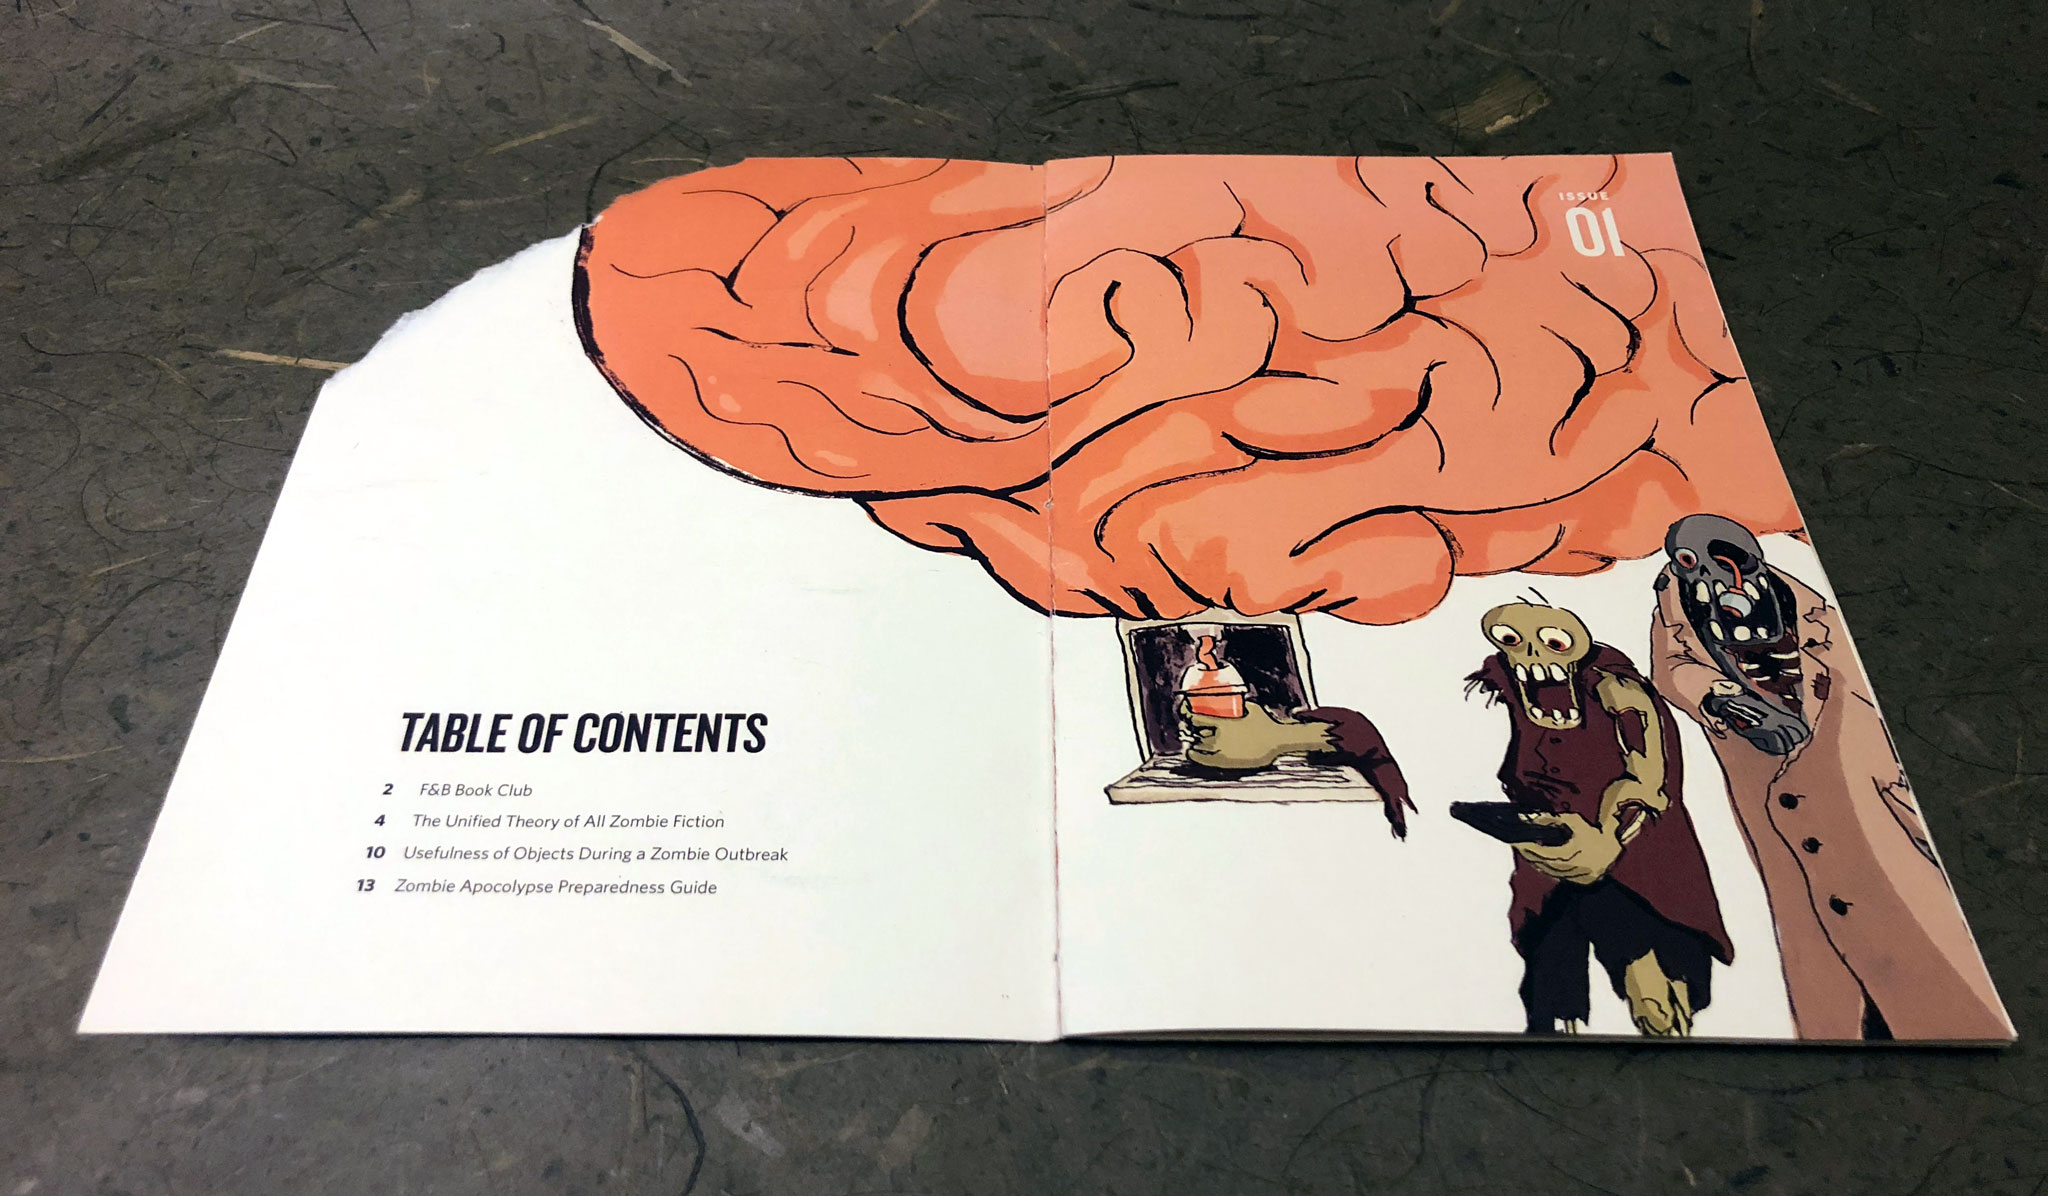 ISSUE
01
TABLE OF CONTENTS
2 F&B Book Club
4 The Unified Theory of All Zombie Fiction
10 Usefulness of Objects During a Zombie Outbreak
13 Zombie Apocolypse Preparedness Guide